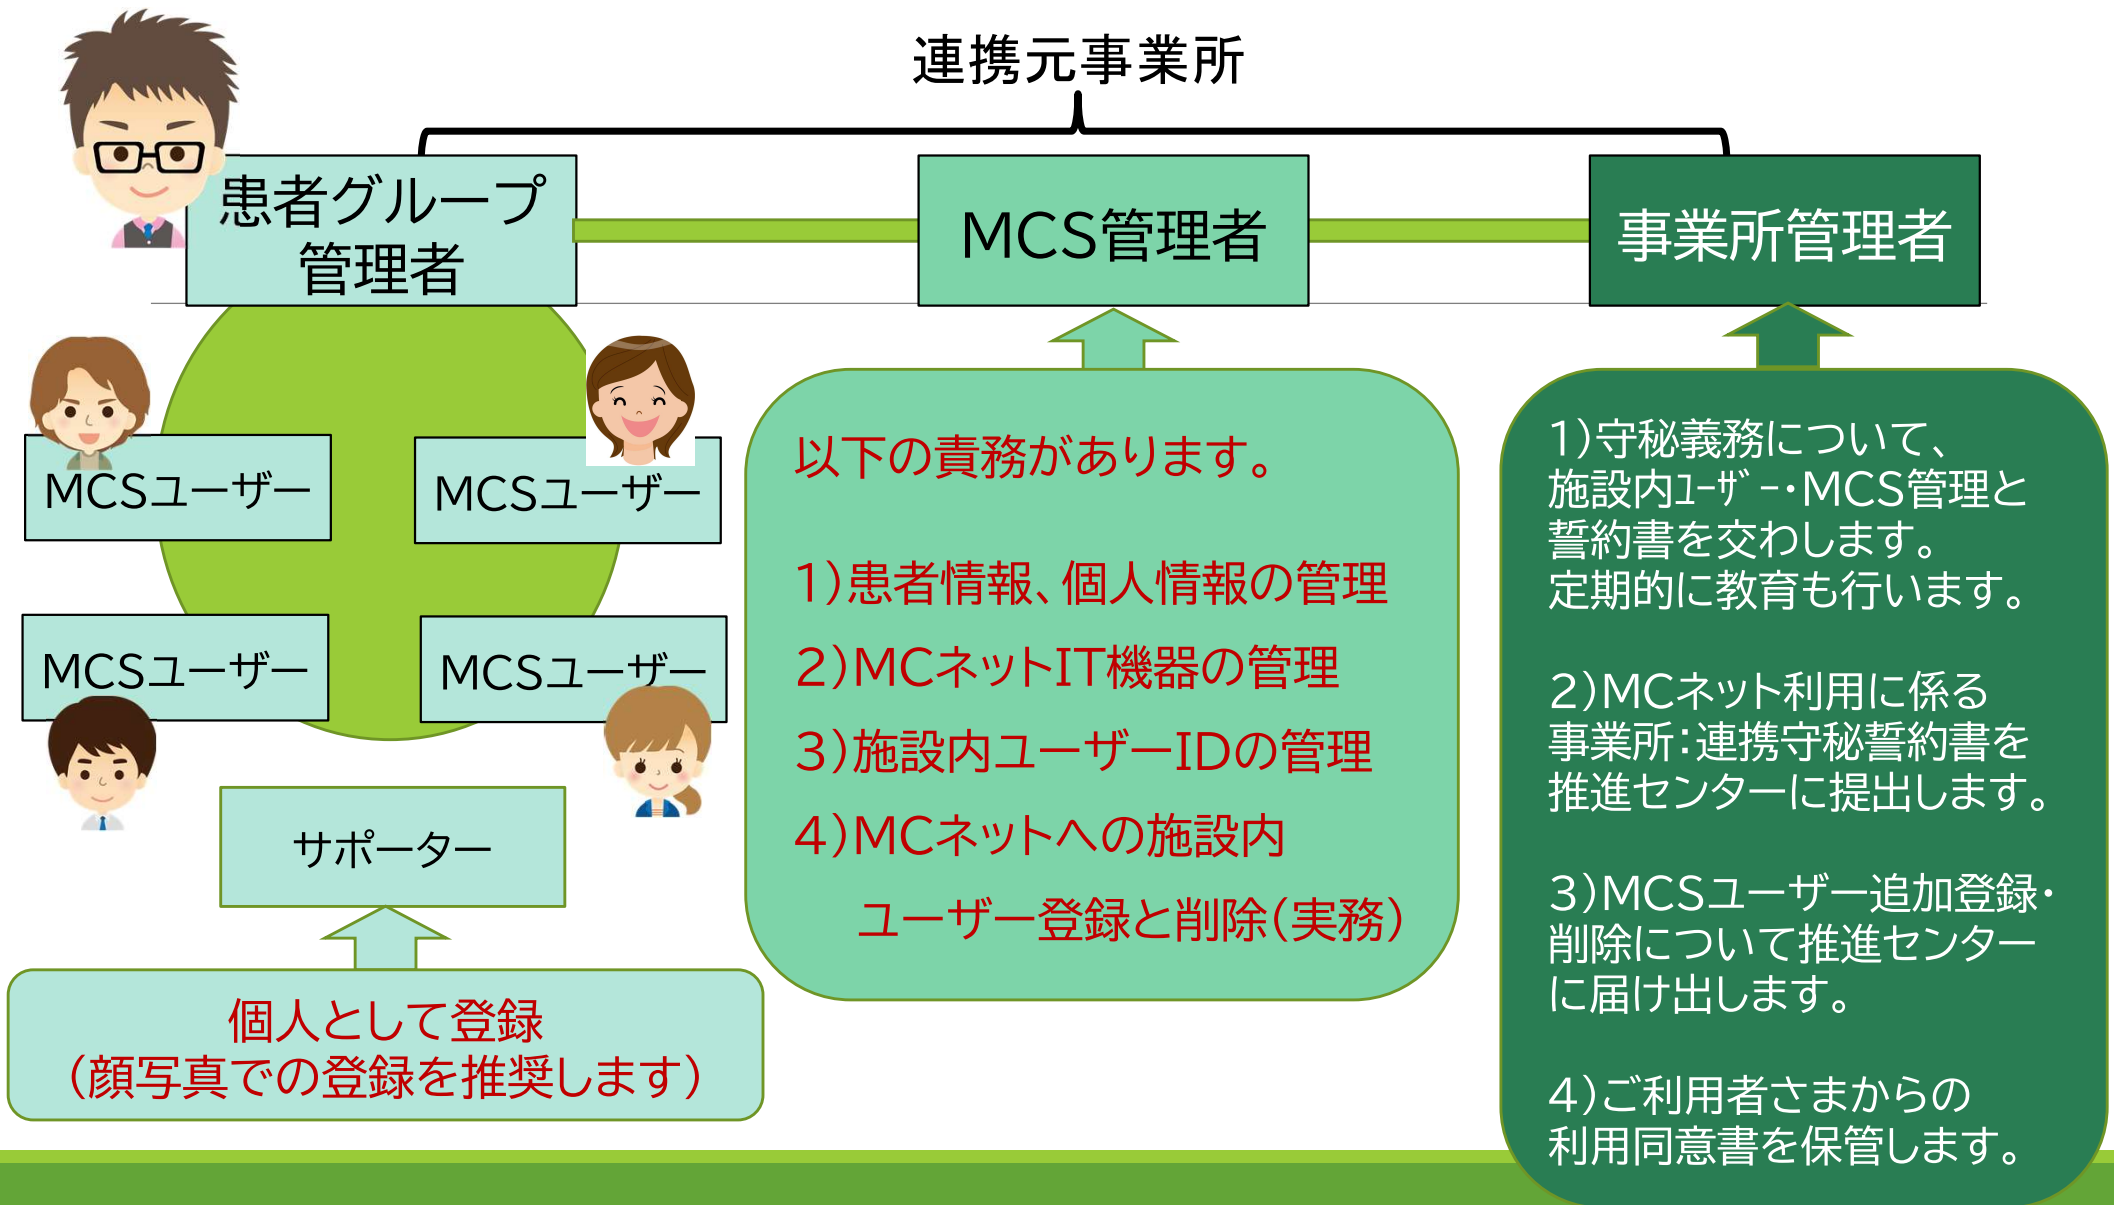 連携元事業所
患者グループ
管理者
MCS管理者
事業所管理者
MCSユーザー
MCSユーザー
MCSユーザー
MCSユーザー
サポーター
個人として登録
(顔写真での登録を推奨します)
以下の責務があります。
1)患者情報、個人情報の管理
2)MCネットIT機器の管理
3)施設内ユーザーIDの管理
4)MCネットへの施設内
ユーザー登録と削除(実務)
1)守秘義務について、
施設内ﾕｰｻﾞｰ・MCS管理と
誓約書を交わします。
定期的に教育も行います。
2)MCネット利用に係る
事業所：連携守秘誓約書を
推進センターに提出します。
3)MCSユーザー追加登録・
削除について推進センター
に届け出します。
4)ご利用者さまからの
利用同意書を保管します。